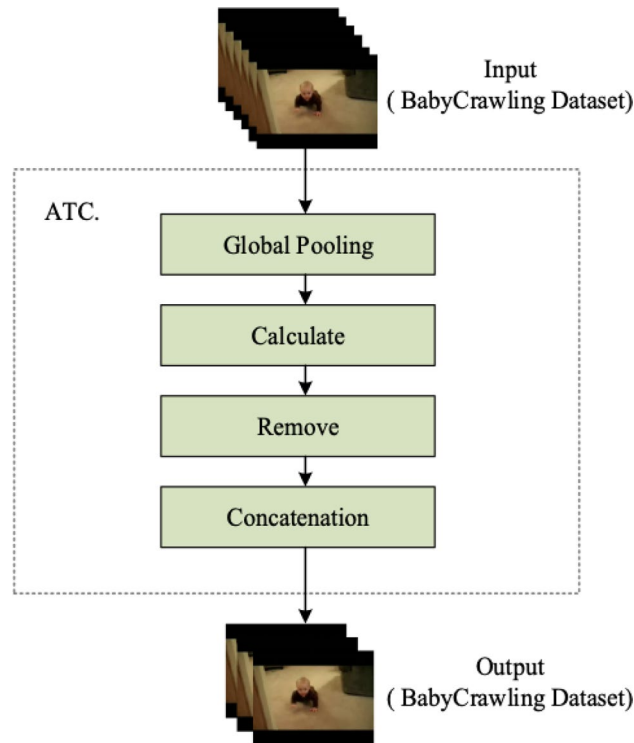 Input
( BabyCrawling Dataset)
ATC.
Global Pooling
Calculate
Remove
Concatenation
Output
( BabyCrawling Dataset)